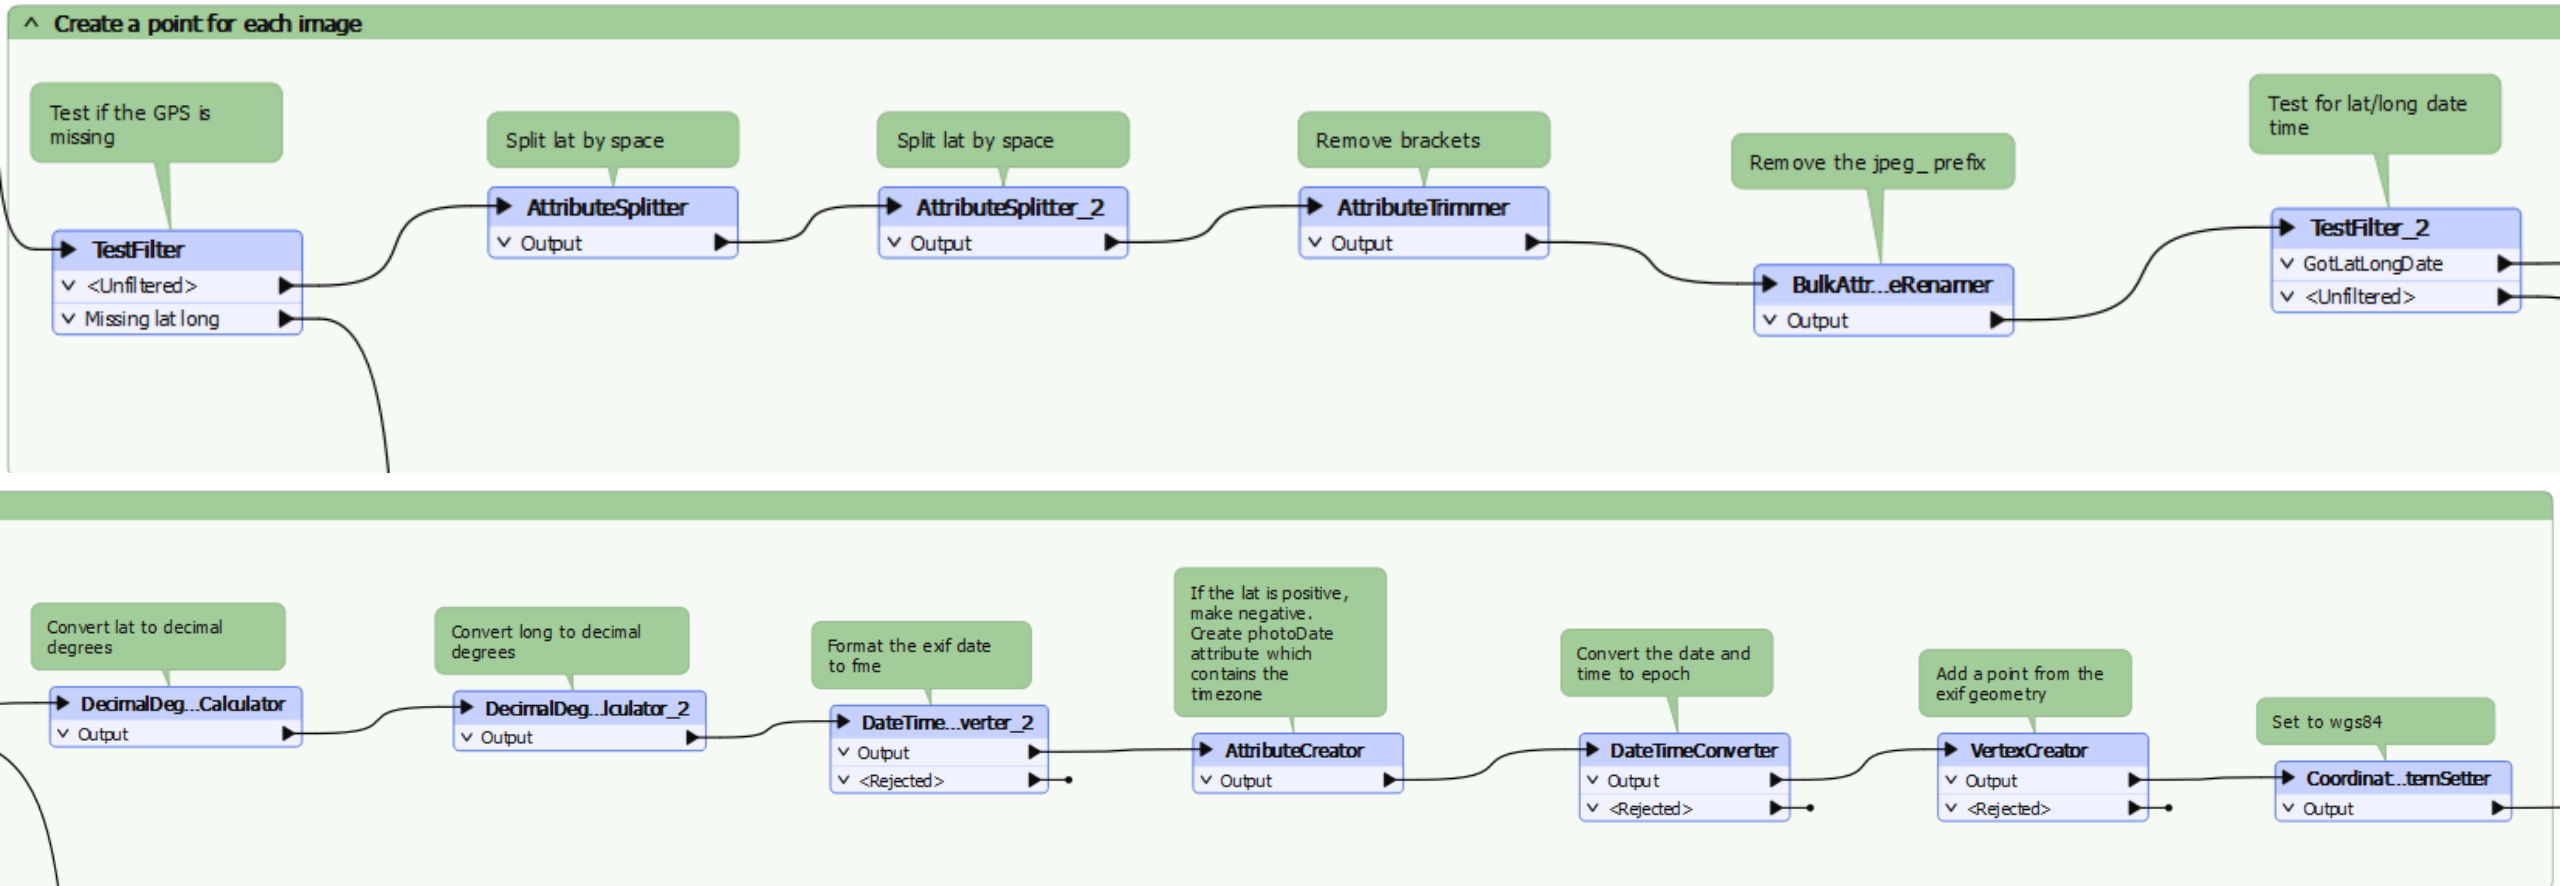 Create a point for each image
Test if the GPS is
missing
TestFilter
<Unfiltered>
Missing lat long
Split lat by space
AttributeSplitter
Output
Split lat by space
AttributeSplitter_2
Output
Remove brackets
AttributeTrimmer
Output
Remove the jpeg_ prefix
BulkAttr...eRenamer
Output
Test for lat/long date
time
TestFilter_2
GotLatLongDate
<Unfiltered>
Convert lat to decimal
degrees
DecimalDeg...Calculator
Output
Convert long to decimal
degrees
DecimalDeg...lculator_2
Output
Format the exif date
to fme
DateTime...verter_2
Output
<Rejected>
If the lat is positive,
make negative.
Create photoDate
attribute which
contains the
timezone
AttributeCreator
Output
Convert the date and
time to epoch
DateTimeConverter
Output
<Rejected>
Add a point from the
exif geometry
VertexCreator
Output
<Rejected>
Set to wgs84
Coordinat...temSetter
Output